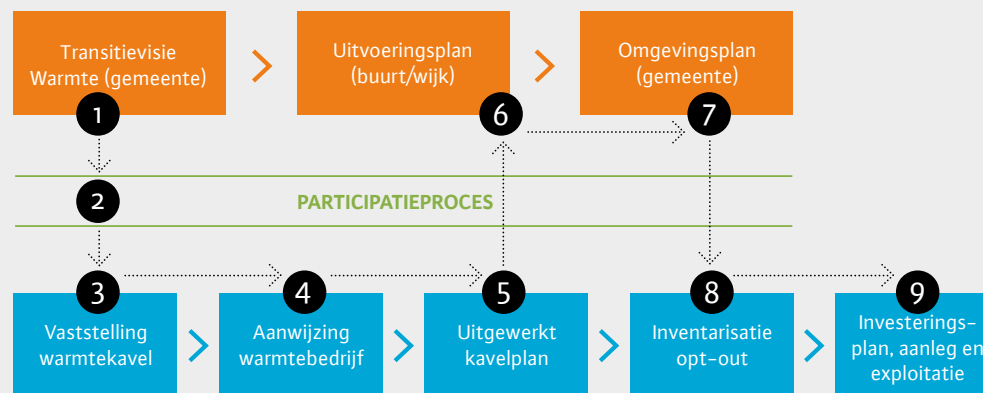 Transitievisie
Warmte (gemeente)
1
Uitvoeringsplan
(buurt/wijk)
6
Omgevingsplan
(gemeente)
7
2
PARTICIPATIEPROCES
3
Vaststelling
warmtekavel
4
Aanwijzing
warmtebedrijf
5
Uitgewerkt
kavelplan
8
Inventarisatie
opt-out
9
Investerings-
plan, aanleg en
exploitatie